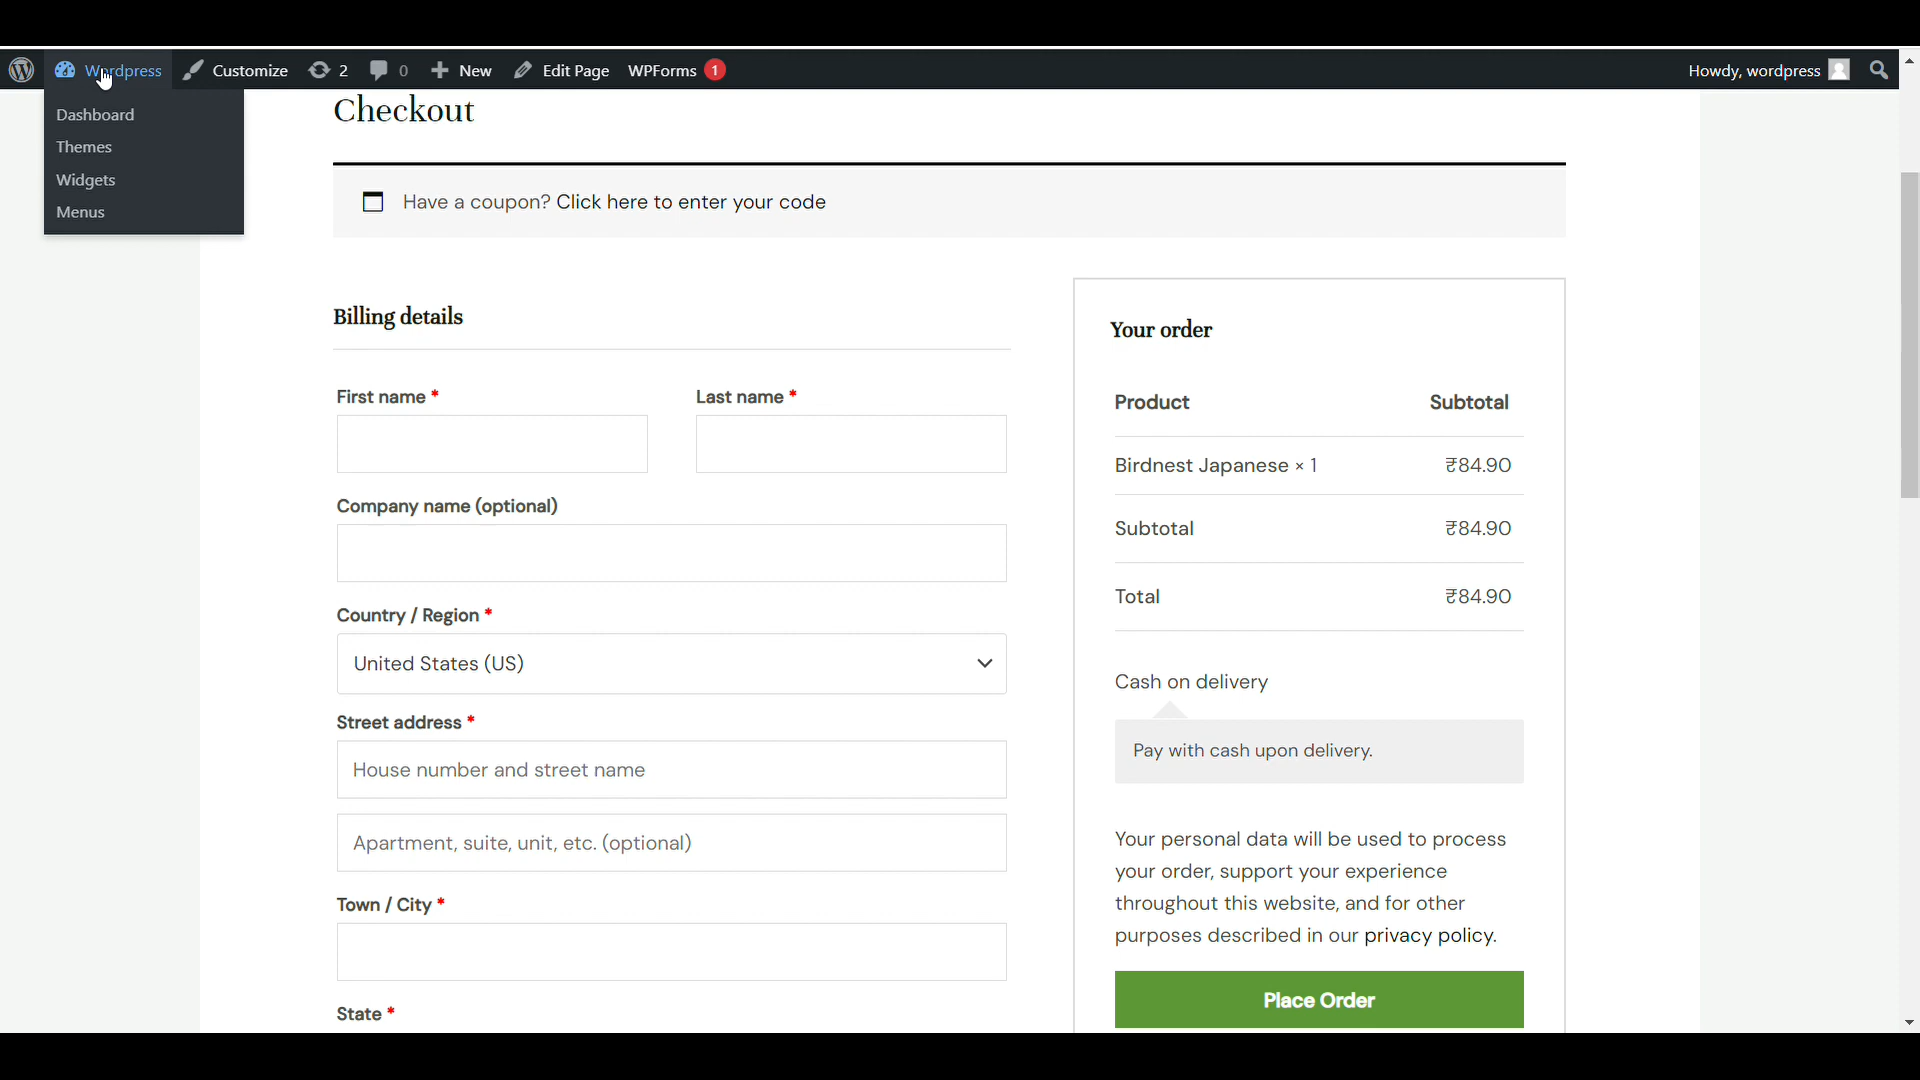 Wordpress Customize 2 0 New Edit Page WPForms 1 Howdy, wordpress
Dashboard
Themes
Widgets
Menus
Checkout
Have a coupon? Click here to enter your code
Billing details
First name * Last name *
Company name (optional)
Country / Region *
United States (US)
Street address *
House number and street name
Apartment, suite, unit, etc. (optional)
Town / City *
State *
Your order
Product Subtotal
Birdnest Japanese × 1 ₹84.90
Subtotal ₹84.90
Total ₹84.90
Cash on delivery
Pay with cash upon delivery.
Your personal data will be used to process
your order, support your experience
throughout this website, and for other
purposes described in our privacy policy.
Place Order